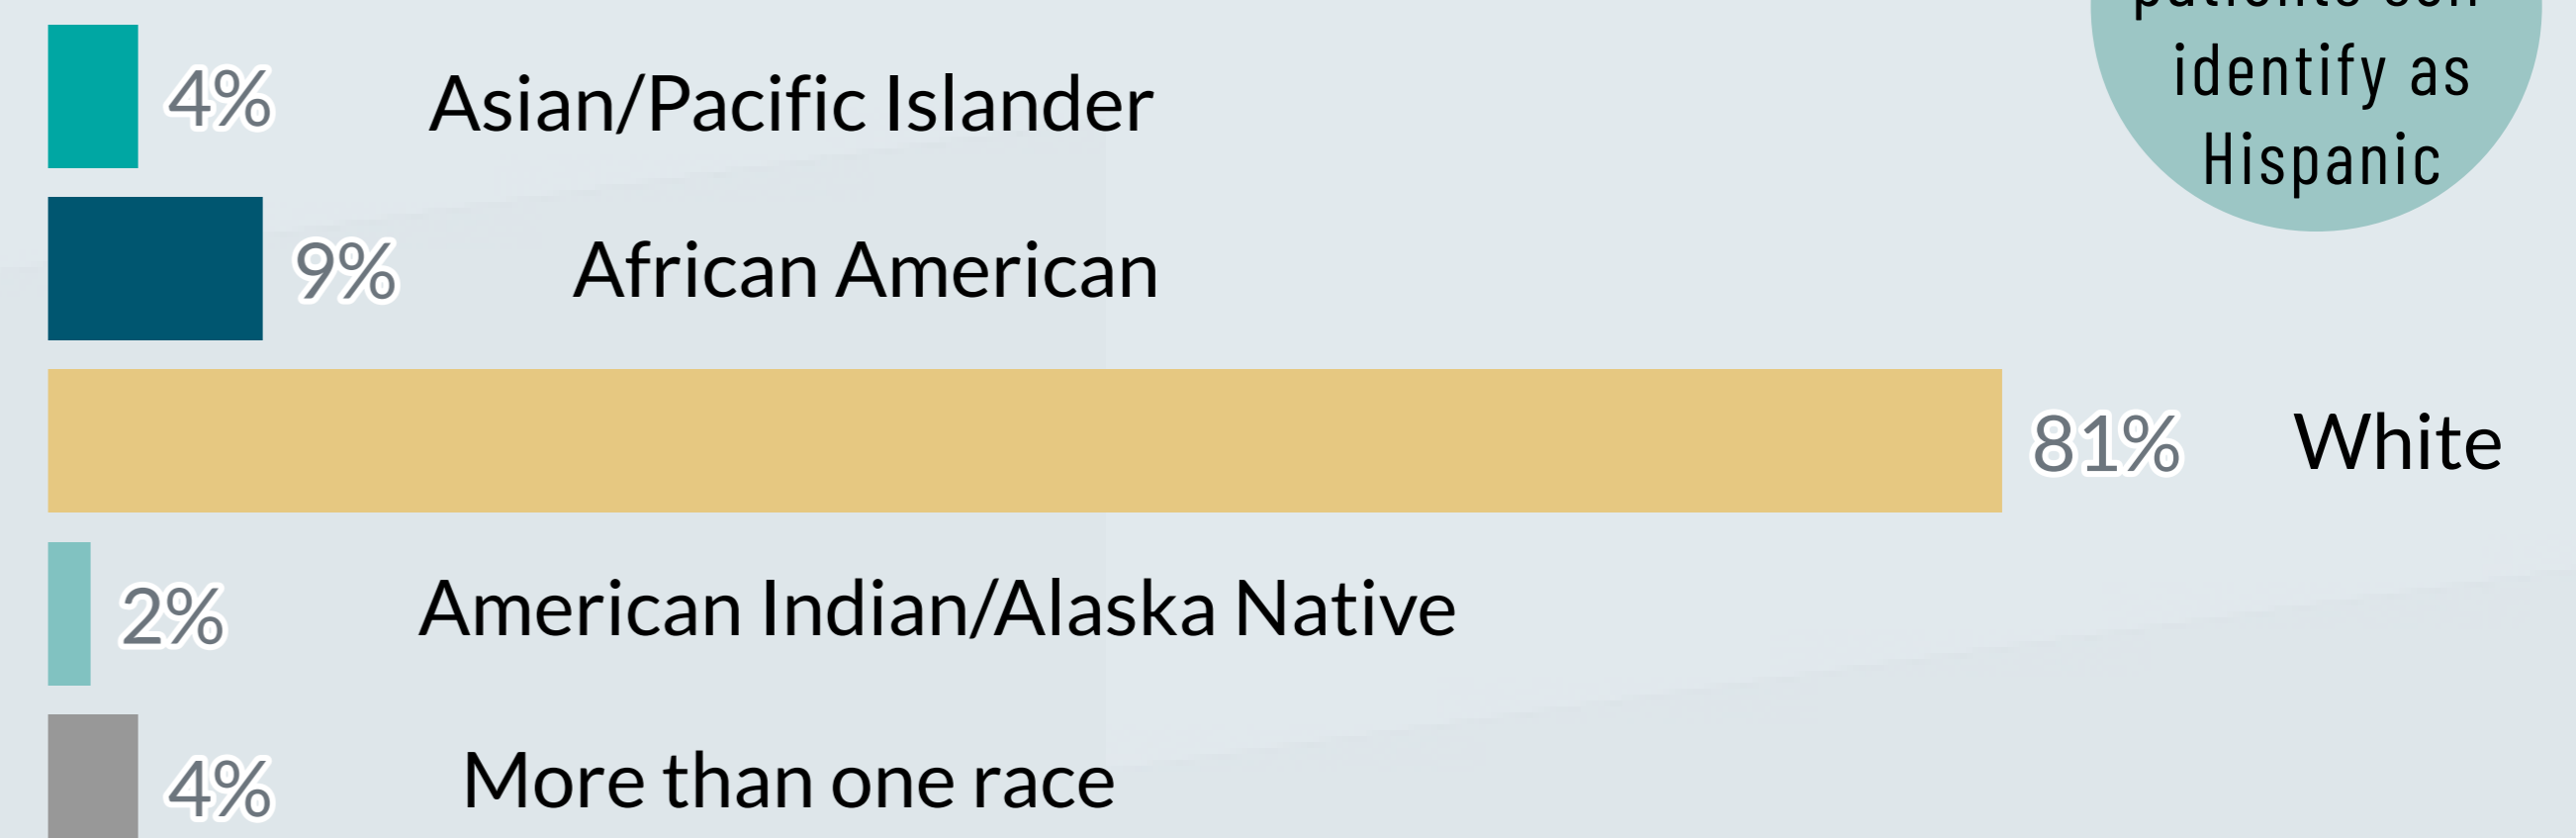 identify as
Hispanic
4% Asian/Pacific Islander
9% African American
81% White
2% American Indian/Alaska Native
4% More than one race